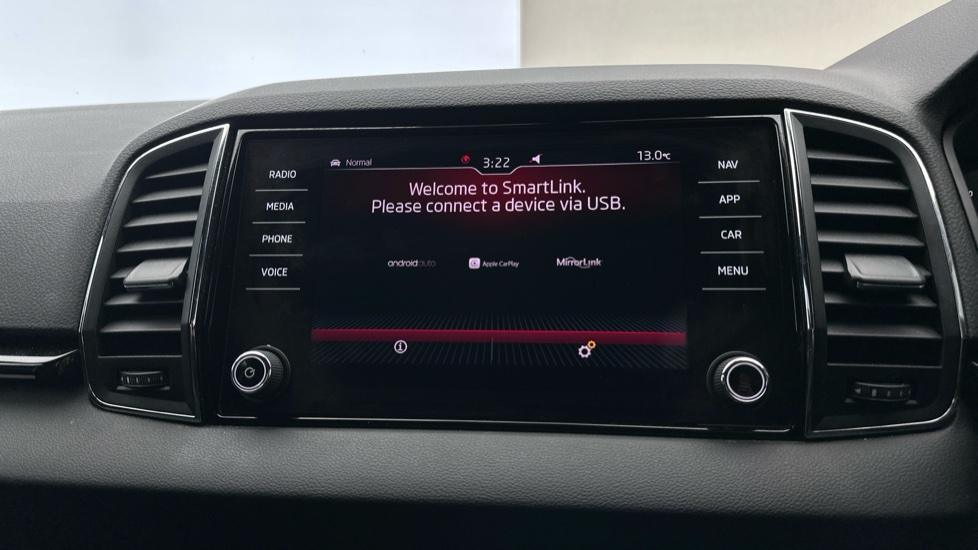 Normal
3:22
13.0°C
RADIO
MEDIA
PHONE
VOICE
Welcome to SmartLink.
Please connect a device via USB.
androidauto
Apple CarPlay
MirrorLink
NAV
APP
CAR
MENU